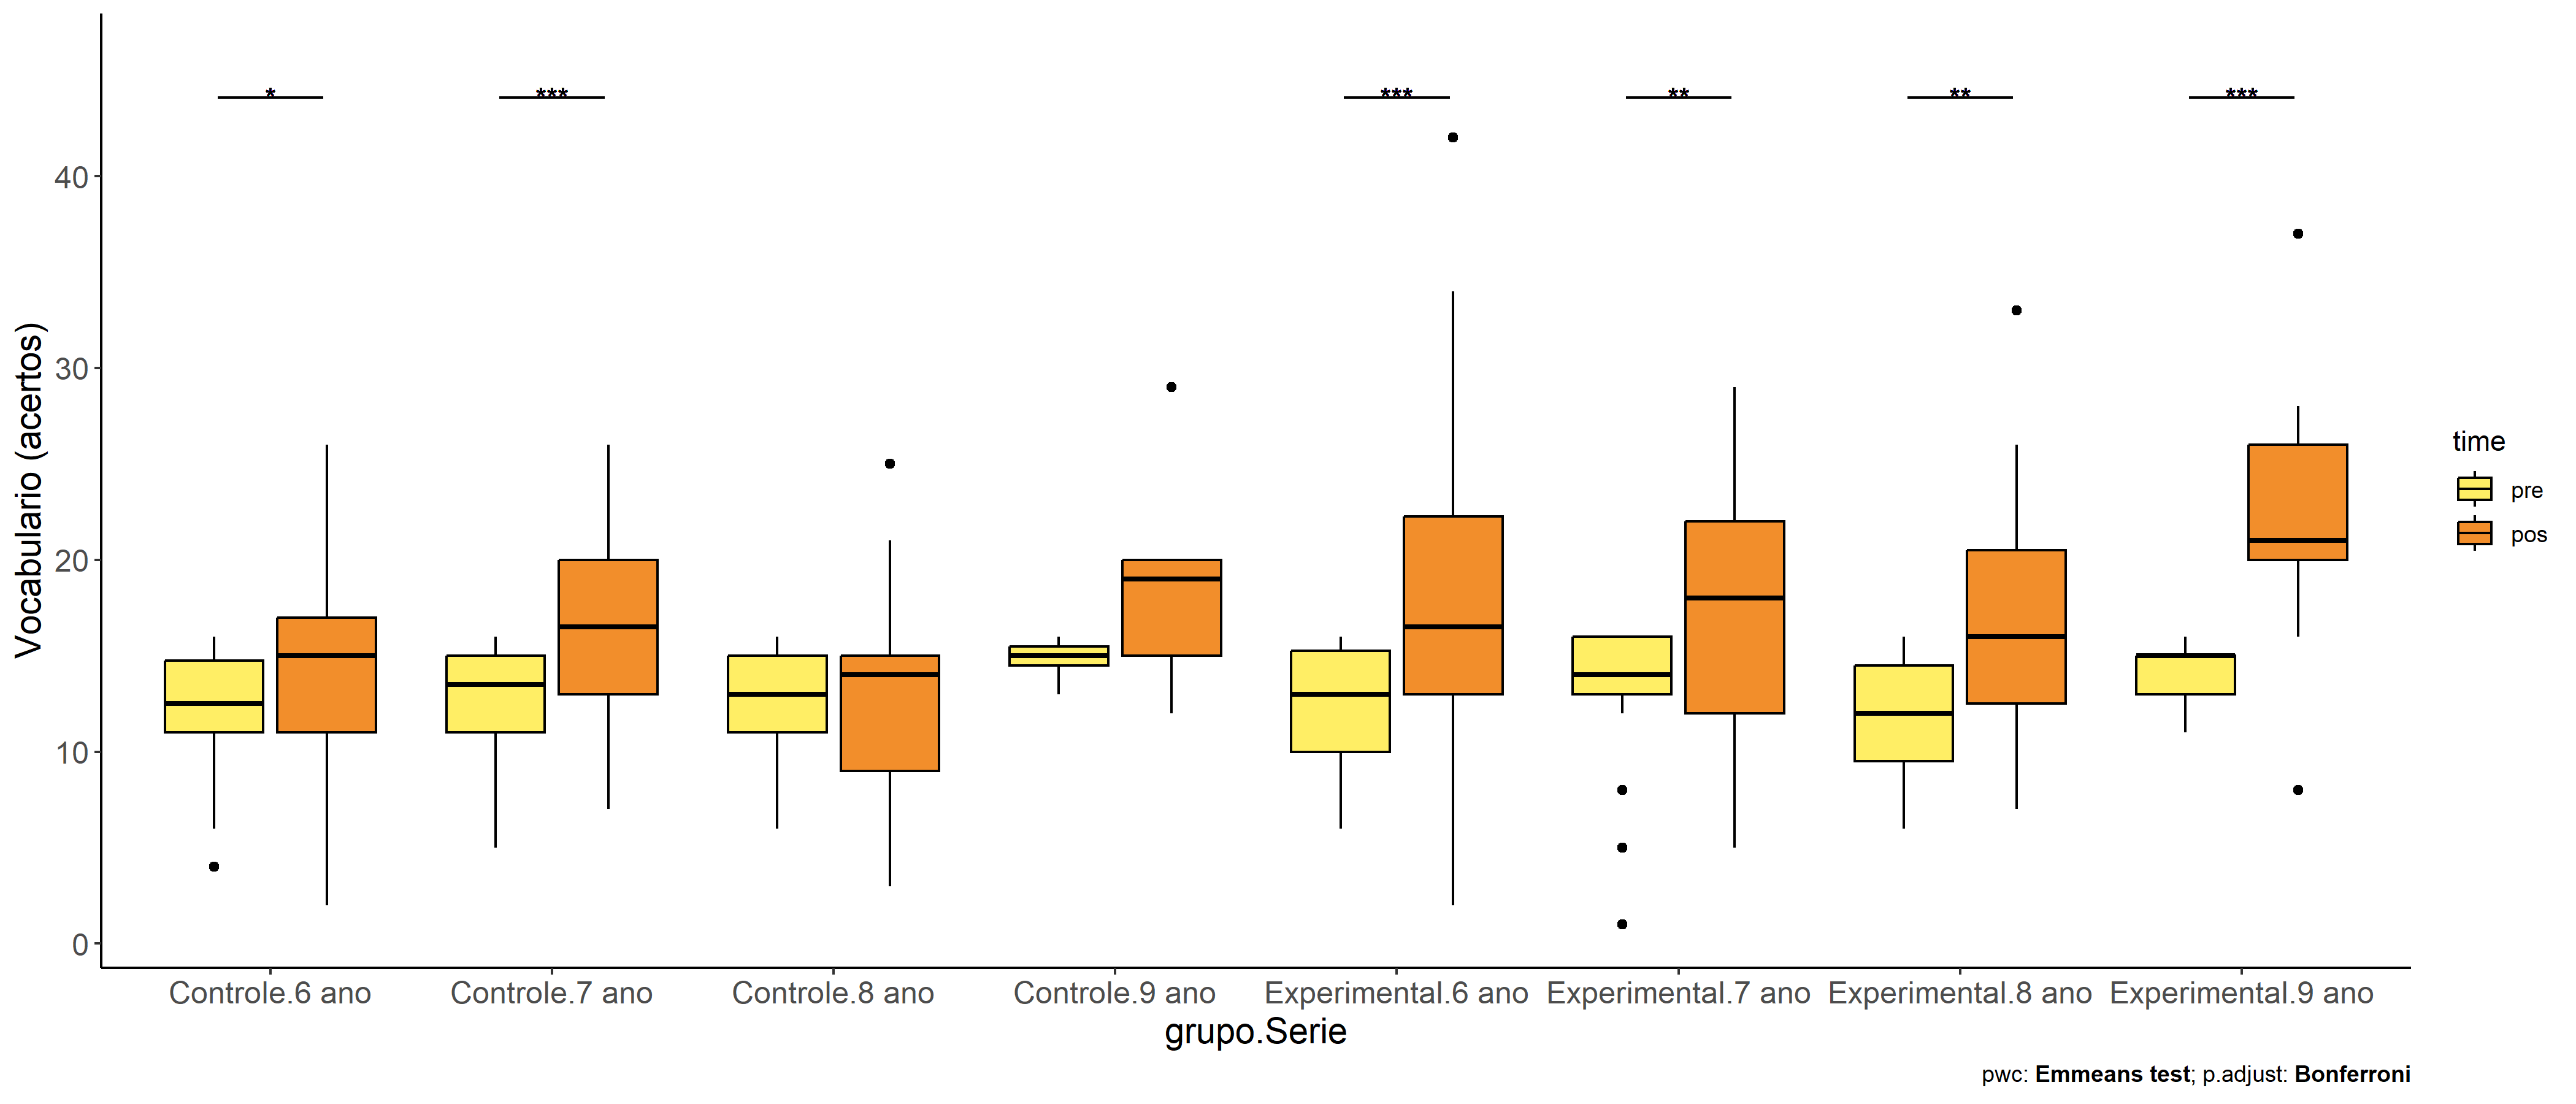 * *** *** ** ** ***
Vocabulario (acertos)
40
30
20
10
0
Controle.6 ano Controle.7 ano Controle.8 ano Controle.9 ano Experimental.6 ano Experimental.7 ano Experimental.8 ano Experimental.9 ano
grupo.Serie
time
pre
pos
pwc: Emmeans test; p.adjust: Bonferroni